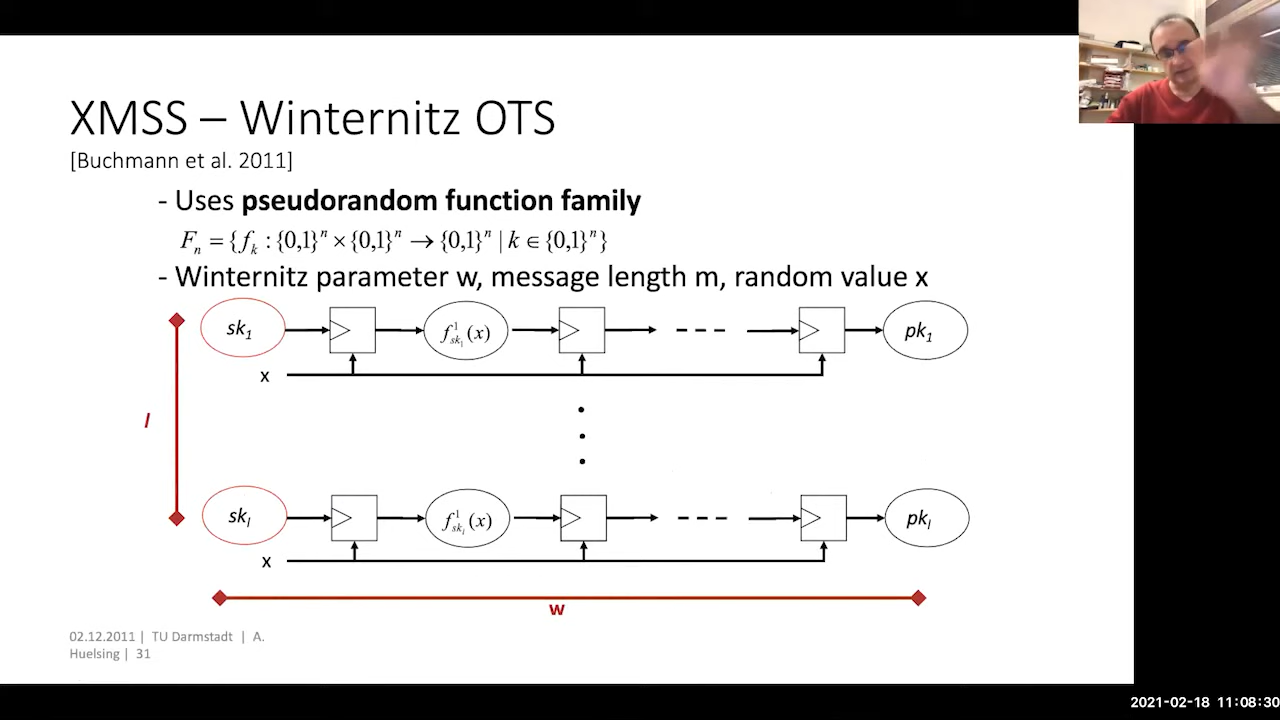 XMSS – Winternitz OTS
[Buchmann et al. 2011]
- Uses pseudorandom function family
Fₙ = {fₖ : {0,1}ⁿ × {0,1}ⁿ → {0,1}ⁿ | k ∈ {0,1}ⁿ}
- Winternitz parameter w, message length m, random value x
sk₁ f¹sk₁(x) pk₁
x
l
skₗ f¹skₗ(x) pkₗ
x
w
02.12.2011 | TU Darmstadt | A.
Huelsing | 31
2021-02-18 11:08:30